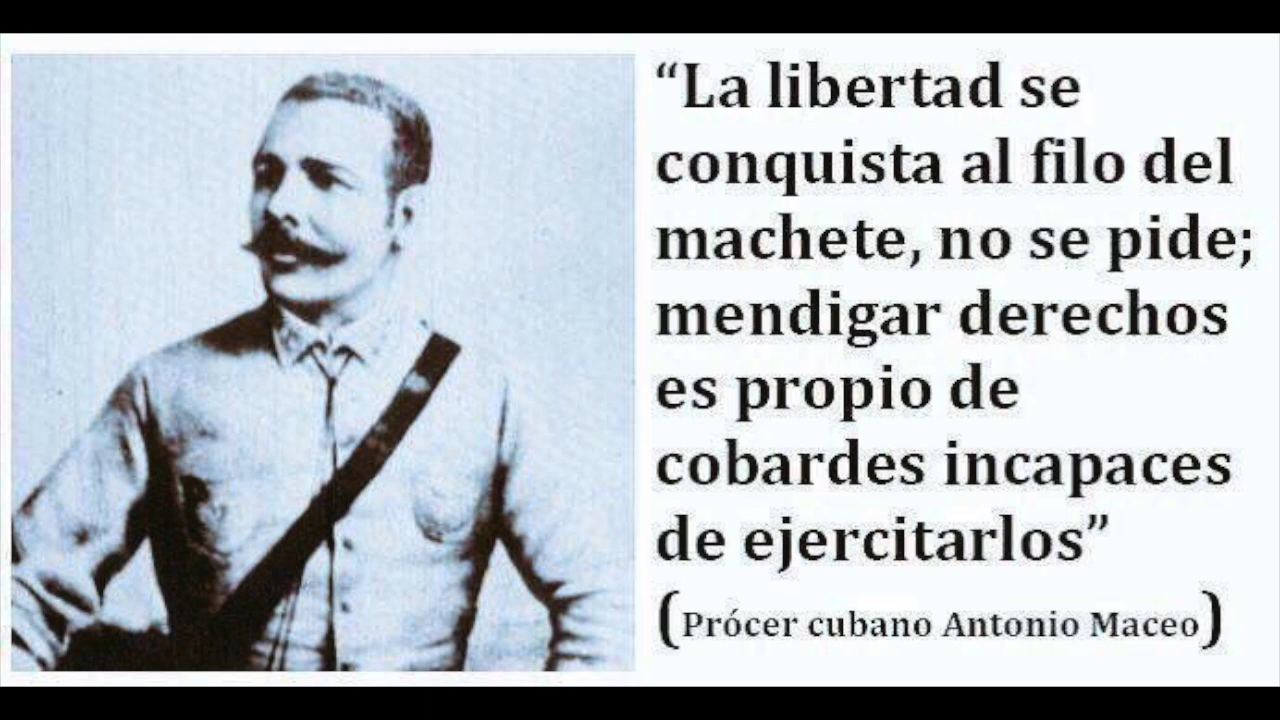 “La libertad se
conquista al filo del
machete, no se pide;
mendigar derechos
es propio de
cobardes incapaces
de ejercitarlos”
(Prócer cubano Antonio Maceo)